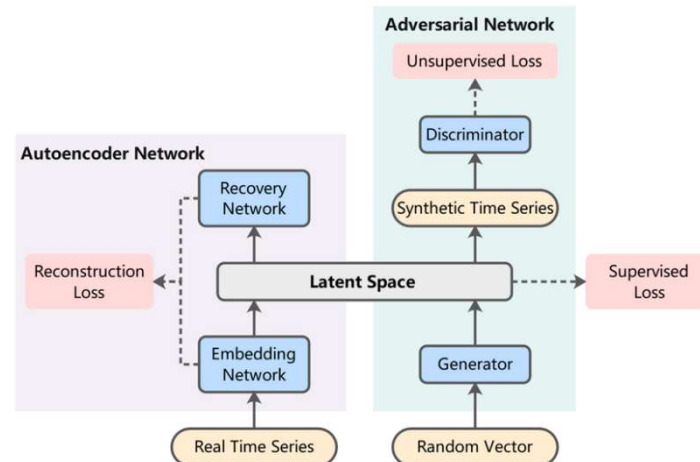 Adversarial Network
Unsupervised Loss
Discriminator
Synthetic Time Series
Autoencoder Network
Recovery
Network
Reconstruction
Loss
Latent Space
Supervised
Loss
Embedding
Network
Generator
Real Time Series
Random Vector